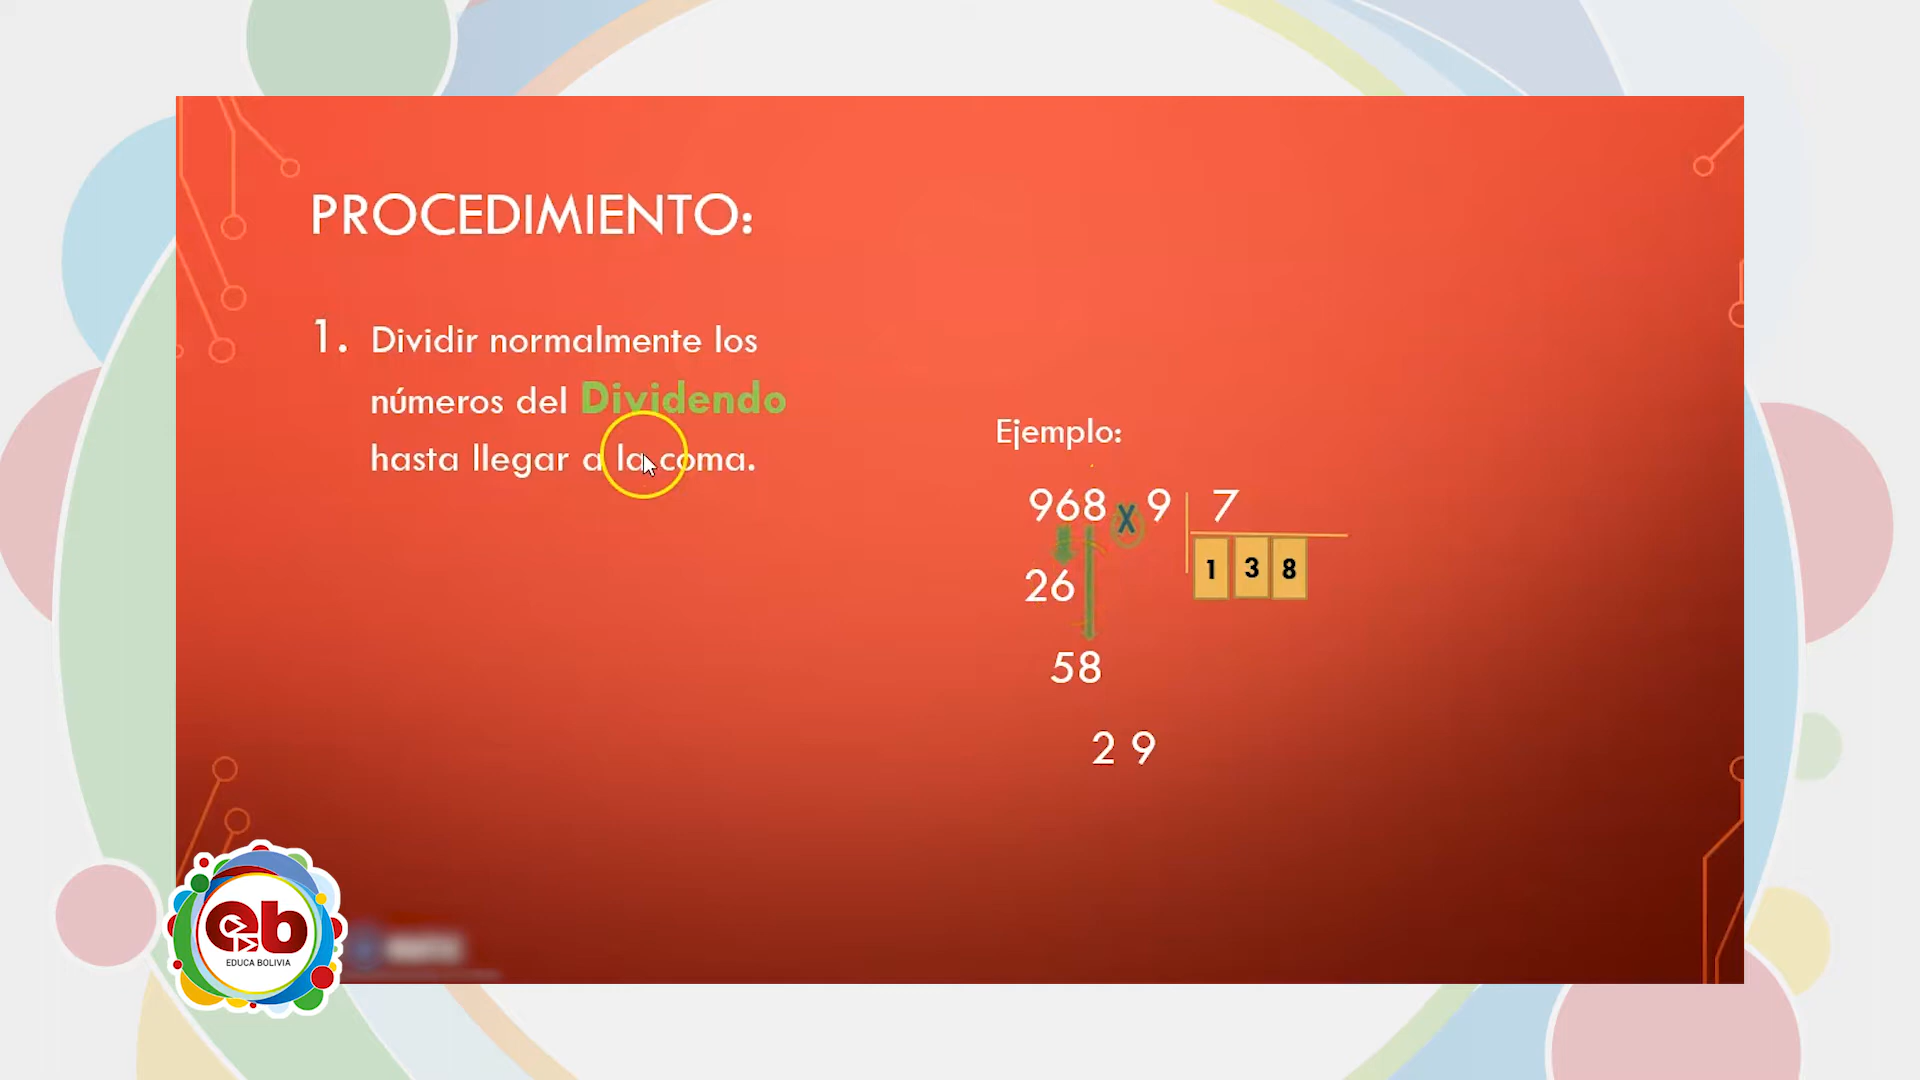 PROCEDIMIENTO:
1. Dividir normalmente los
números del Dividendo
hasta llegar a la coma.
Ejemplo:
968 x 9 7
1 3 8
26
58
2 9
eb
EDUCA BOLIVIA